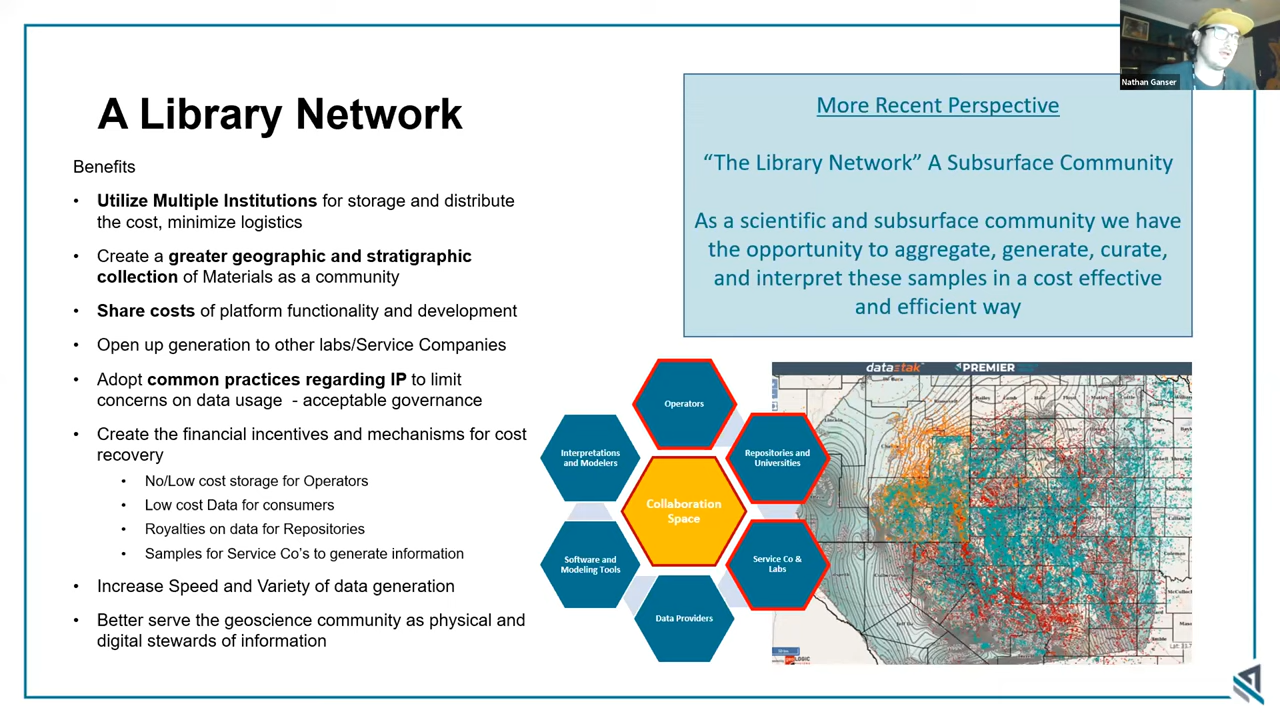 Nathan Ganser
A Library Network
Benefits
• Utilize Multiple Institutions for storage and distribute
the cost, minimize logistics
• Create a greater geographic and stratigraphic
collection of Materials as a community
• Share costs of platform functionality and development
• Open up generation to other labs/Service Companies
• Adopt common practices regarding IP to limit
concerns on data usage - acceptable governance
• Create the financial incentives and mechanisms for cost
recovery
• No/Low cost storage for Operators
• Low cost Data for consumers
• Royalties on data for Repositories
• Samples for Service Co's to generate information
• Increase Speed and Variety of data generation
• Better serve the geoscience community as physical and
digital stewards of information
More Recent Perspective
“The Library Network” A Subsurface Community
As a scientific and subsurface community we have
the opportunity to aggregate, generate, curate,
and interpret these samples in a cost effective
and efficient way
Operators
Interpretations
and Modelers
Repositories and
Universities
Collaboration
Space
Software and
Modeling Tools
Service Co &
Labs
Data Providers
PREMIER